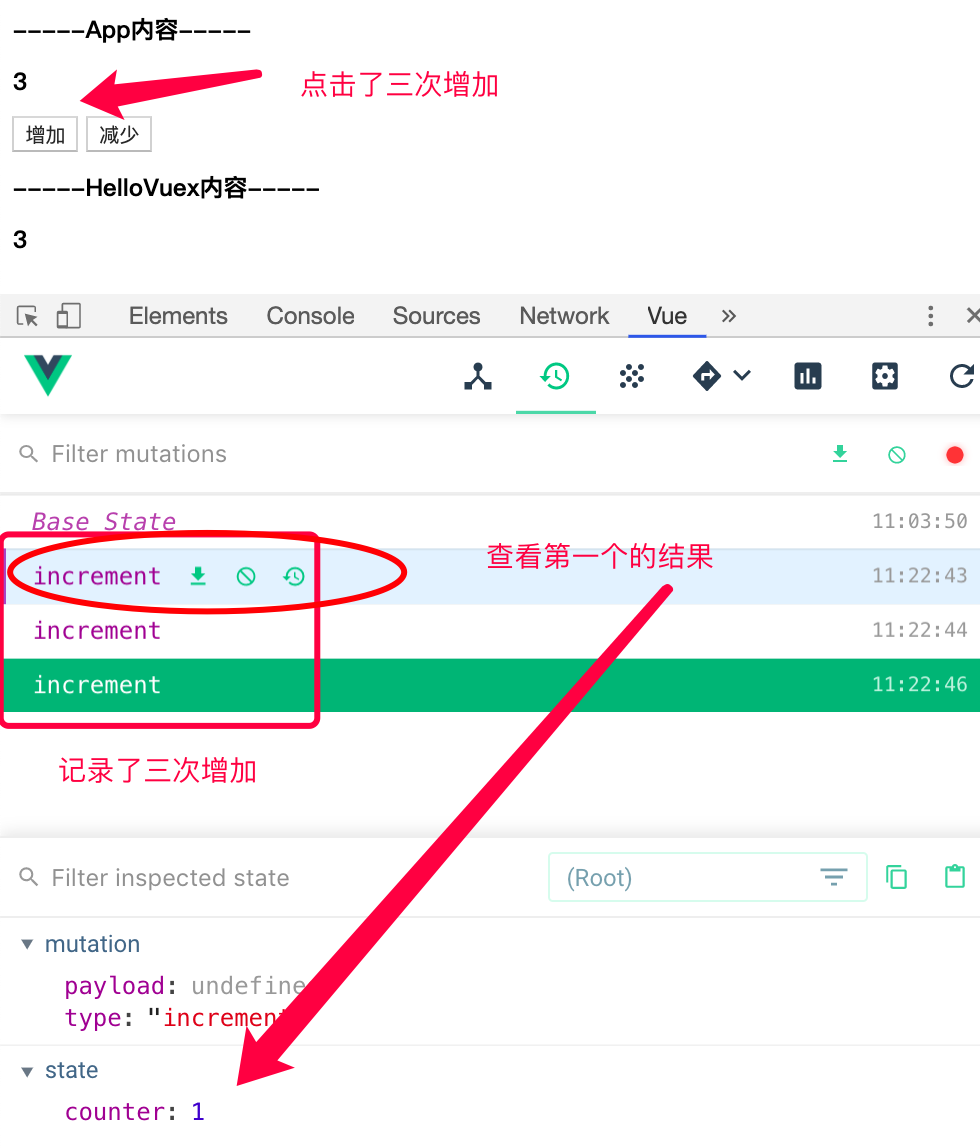 -----App内容-----
3
点击了三次增加
增加 减少
-----HelloVuex内容-----
3
Elements Console Sources Network Vue »
Filter mutations
Base State 11:03:50
查看第一个的结果
increment 11:22:43
increment 11:22:44
increment 11:22:46
记录了三次增加
Filter inspected state (Root)
mutation
payload: undefine
type: "increment
state
counter: 1